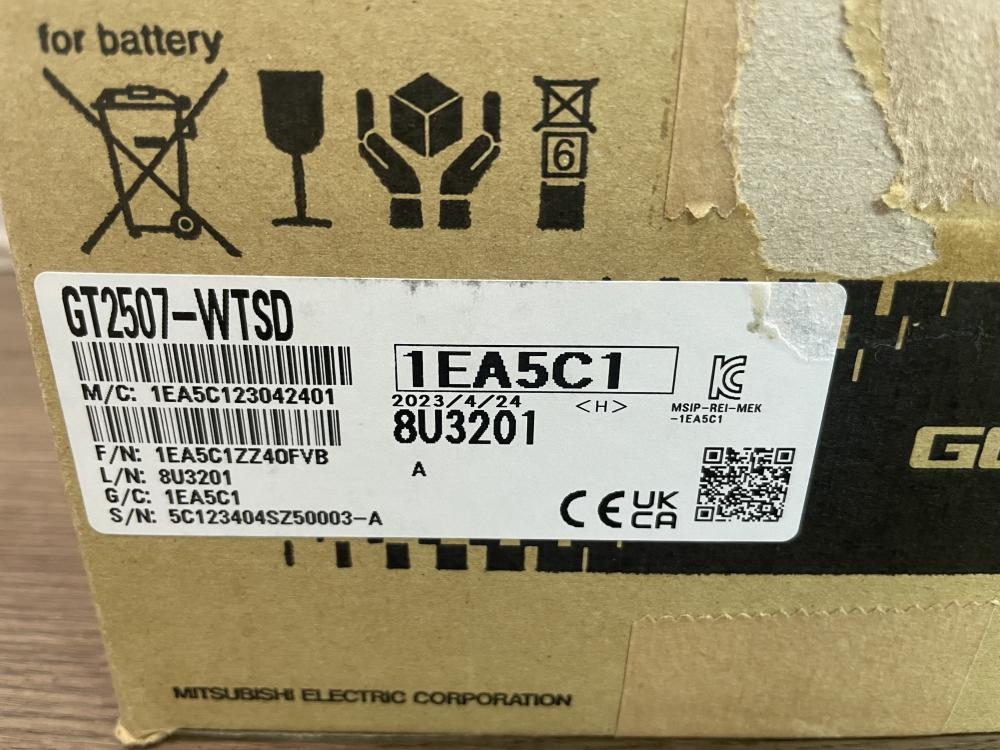 for battery
6
GT2507-WTSD
M/C: 1EA5C123042401
F/N: 1EA5C1ZZ40FVB
L/N: 8U3201
G/C: 1EA5C1
S/N: 5C123404SZ50003-A
1EA5C1
2023/4/24 <H>
8U3201
A
MSIP-REI-MEK
-1EA5C1
CE UK
CA
MITSUBISHI ELECTRIC CORPORATION